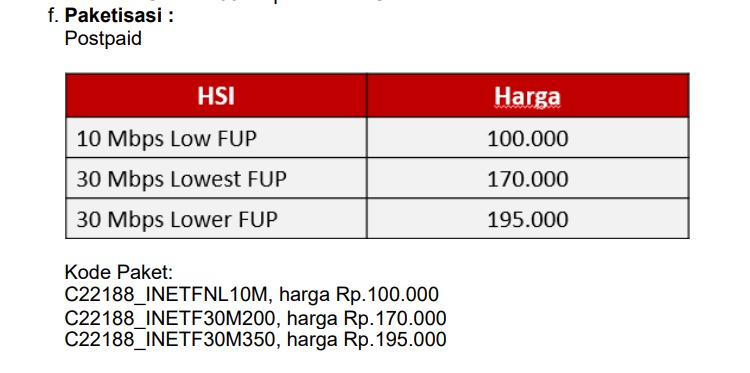 f. Paketisasi :
Postpaid
HSI Harga
10 Mbps Low FUP 100.000
30 Mbps Lowest FUP 170.000
30 Mbps Lower FUP 195.000
Kode Paket:
C22188_INETFNL10M, harga Rp.100.000
C22188_INETF30M200, harga Rp.170.000
C22188_INETF30M350, harga Rp.195.000